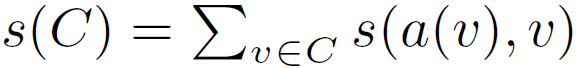 s(C) = ∑_{v∈C} s(a(v), v)